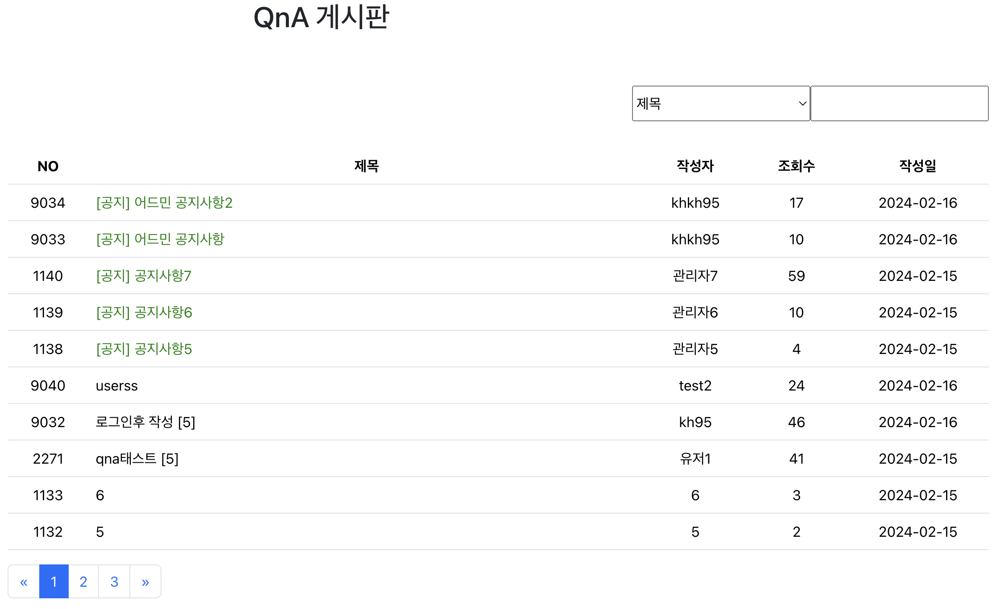 QnA 게시판
제목
NO 제목 작성자 조회수 작성일
9034 [공지] 어드민 공지사항2 khkh95 17 2024-02-16
9033 [공지] 어드민 공지사항 khkh95 10 2024-02-16
1140 [공지] 공지사항7 관리자7 59 2024-02-15
1139 [공지] 공지사항6 관리자6 10 2024-02-15
1138 [공지] 공지사항5 관리자5 4 2024-02-15
9040 userss test2 24 2024-02-16
9032 로그인후 작성 [5] kh95 46 2024-02-16
2271 qna태스트 [5] 유저1 41 2024-02-15
1133 6 6 3 2024-02-15
1132 5 5 2 2024-02-15
« 1 2 3 »